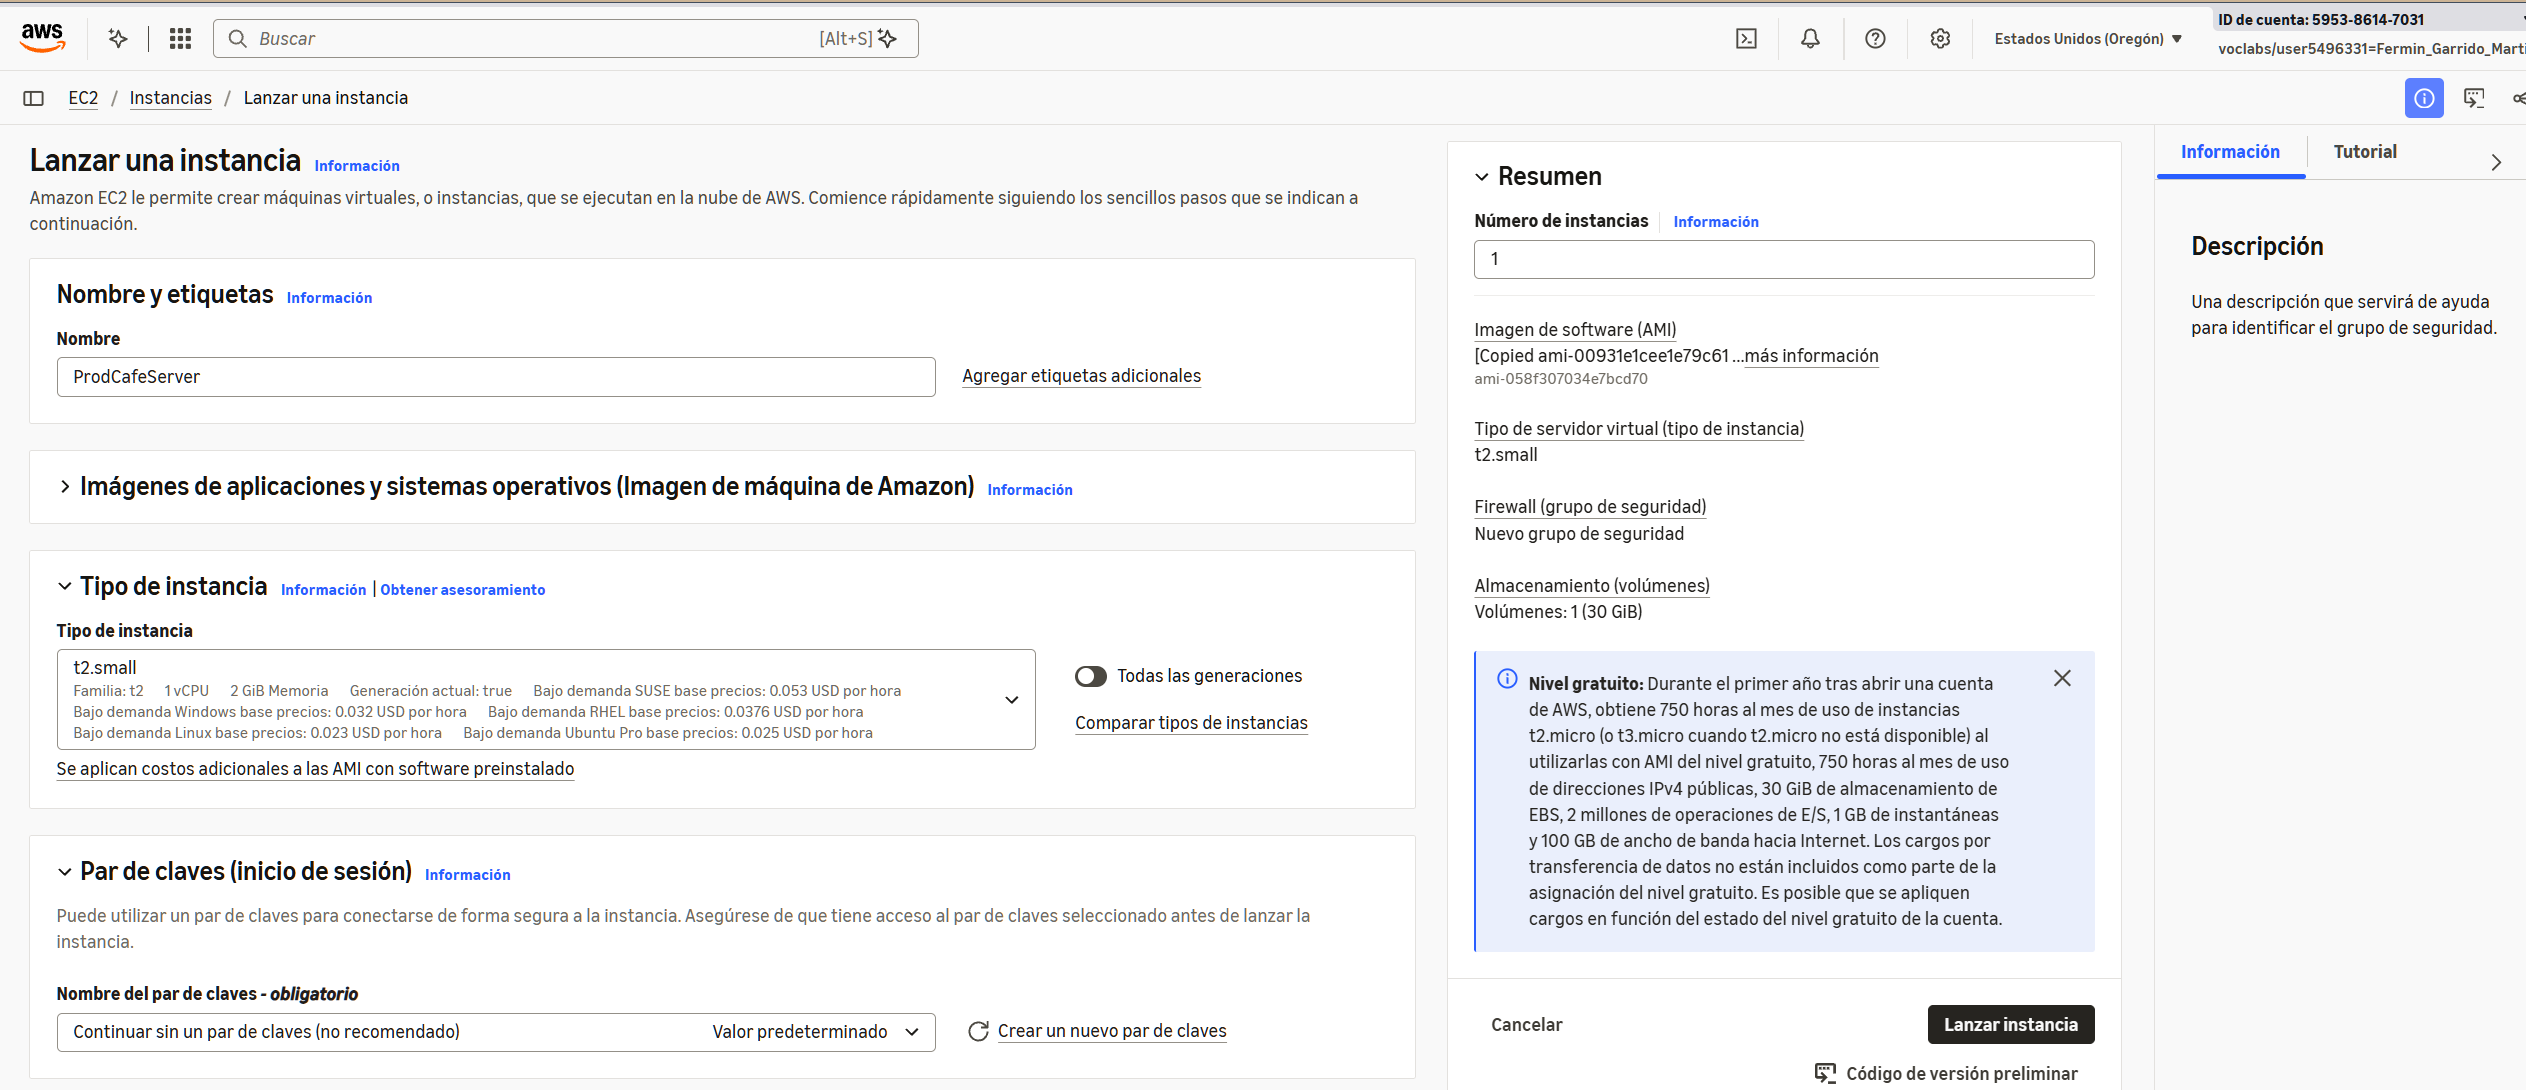 aws
Buscar
[Alt+S]
Estados Unidos (Oregón)
ID de cuenta: 5953-8614-7031
voclabs/user5496331=Fermin_Garrido_Marti
EC2 / Instancias / Lanzar una instancia
Lanzar una instancia Información
Amazon EC2 le permite crear máquinas virtuales, o instancias, que se ejecutan en la nube de AWS. Comience rápidamente siguiendo los sencillos pasos que se indican a
continuación.
Nombre y etiquetas Información
Nombre
ProdCafeServer
Agregar etiquetas adicionales
Imágenes de aplicaciones y sistemas operativos (Imagen de máquina de Amazon) Información
Tipo de instancia Información | Obtener asesoramiento
Tipo de instancia
t2.small
Familia: t2 1 vCPU 2 GiB Memoria Generación actual: true Bajo demanda SUSE base precios: 0.053 USD por hora
Bajo demanda Windows base precios: 0.032 USD por hora Bajo demanda RHEL base precios: 0.0376 USD por hora
Bajo demanda Linux base precios: 0.023 USD por hora Bajo demanda Ubuntu Pro base precios: 0.025 USD por hora
Todas las generaciones
Comparar tipos de instancias
Se aplican costos adicionales a las AMI con software preinstalado
Par de claves (inicio de sesión) Información
Puede utilizar un par de claves para conectarse de forma segura a la instancia. Asegúrese de que tiene acceso al par de claves seleccionado antes de lanzar la
instancia.
Nombre del par de claves - obligatorio
Continuar sin un par de claves (no recomendado) Valor predeterminado
Crear un nuevo par de claves
Resumen
Número de instancias Información
1
Imagen de software (AMI)
[Copied ami-00931e1cee1e79c61 ...más información
ami-058f307034e7bcd70
Tipo de servidor virtual (tipo de instancia)
t2.small
Firewall (grupo de seguridad)
Nuevo grupo de seguridad
Almacenamiento (volúmenes)
Volúmenes: 1 (30 GiB)
Nivel gratuito: Durante el primer año tras abrir una cuenta
de AWS, obtiene 750 horas al mes de uso de instancias
t2.micro (o t3.micro cuando t2.micro no está disponible) al
utilizarlas con AMI del nivel gratuito, 750 horas al mes de uso
de direcciones IPv4 públicas, 30 GiB de almacenamiento de
EBS, 2 millones de operaciones de E/S, 1 GB de instantáneas
y 100 GB de ancho de banda hacia Internet. Los cargos por
transferencia de datos no están incluidos como parte de la
asignación del nivel gratuito. Es posible que se apliquen
cargos en función del estado del nivel gratuito de la cuenta.
Cancelar
Lanzar instancia
Código de versión preliminar
Información
Tutorial
Descripción
Una descripción que servirá de ayuda
para identificar el grupo de seguridad.